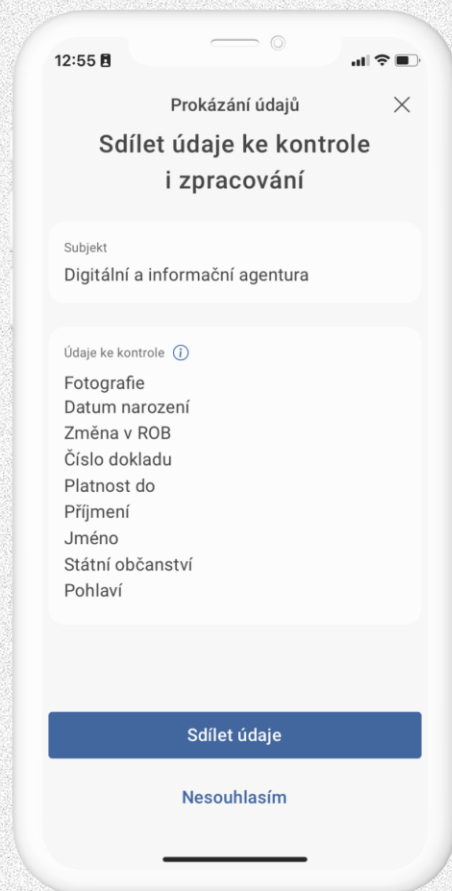 12:55
Prokázání údajů
Sdílet údaje ke kontrole
i zpracování
Subjekt
Digitální a informační agentura
Údaje ke kontrole
Fotografie
Datum narození
Změna v ROB
Číslo dokladu
Platnost do
Příjmení
Jméno
Státní občanství
Pohlaví
Sdílet údaje
Nesouhlasím